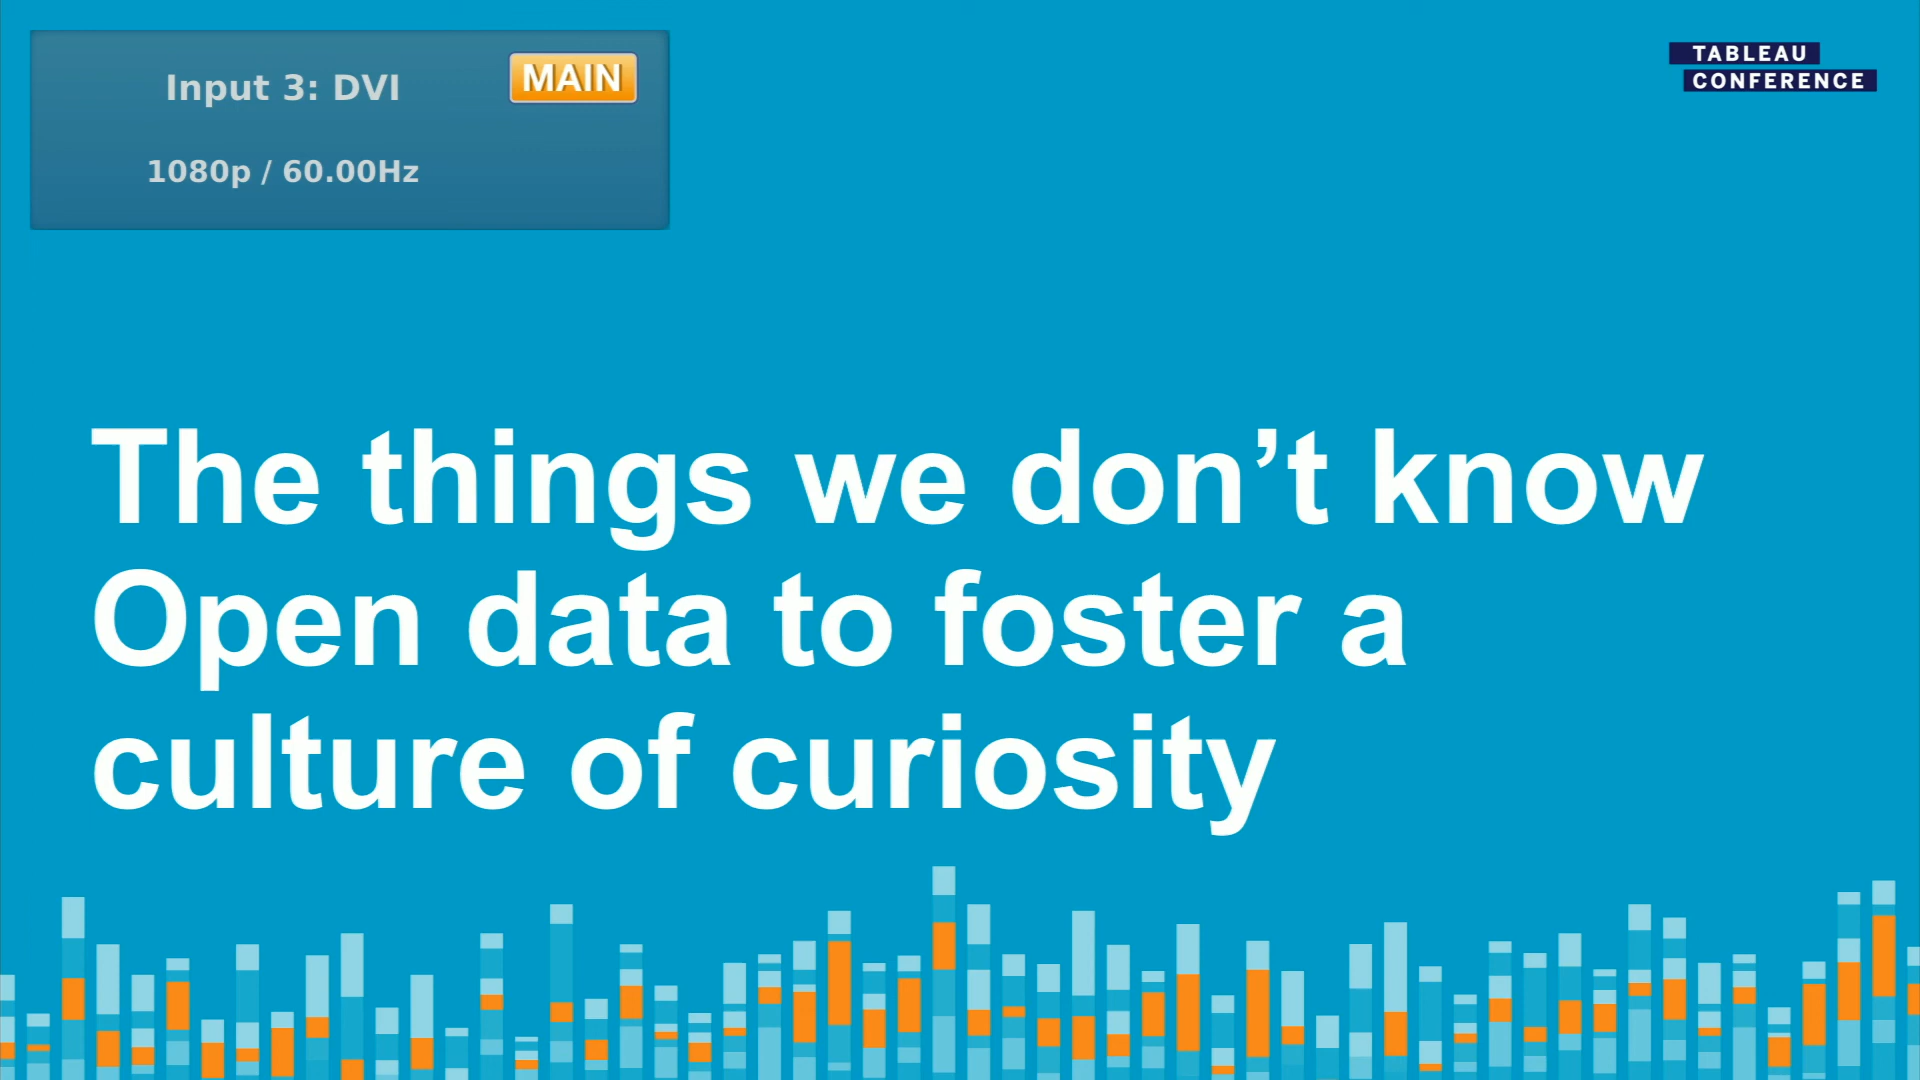 Input 3: DVI
MAIN
1080p / 60.00Hz
TABLEAU
CONFERENCE
The things we don’t know
Open data to foster a
culture of curiosity